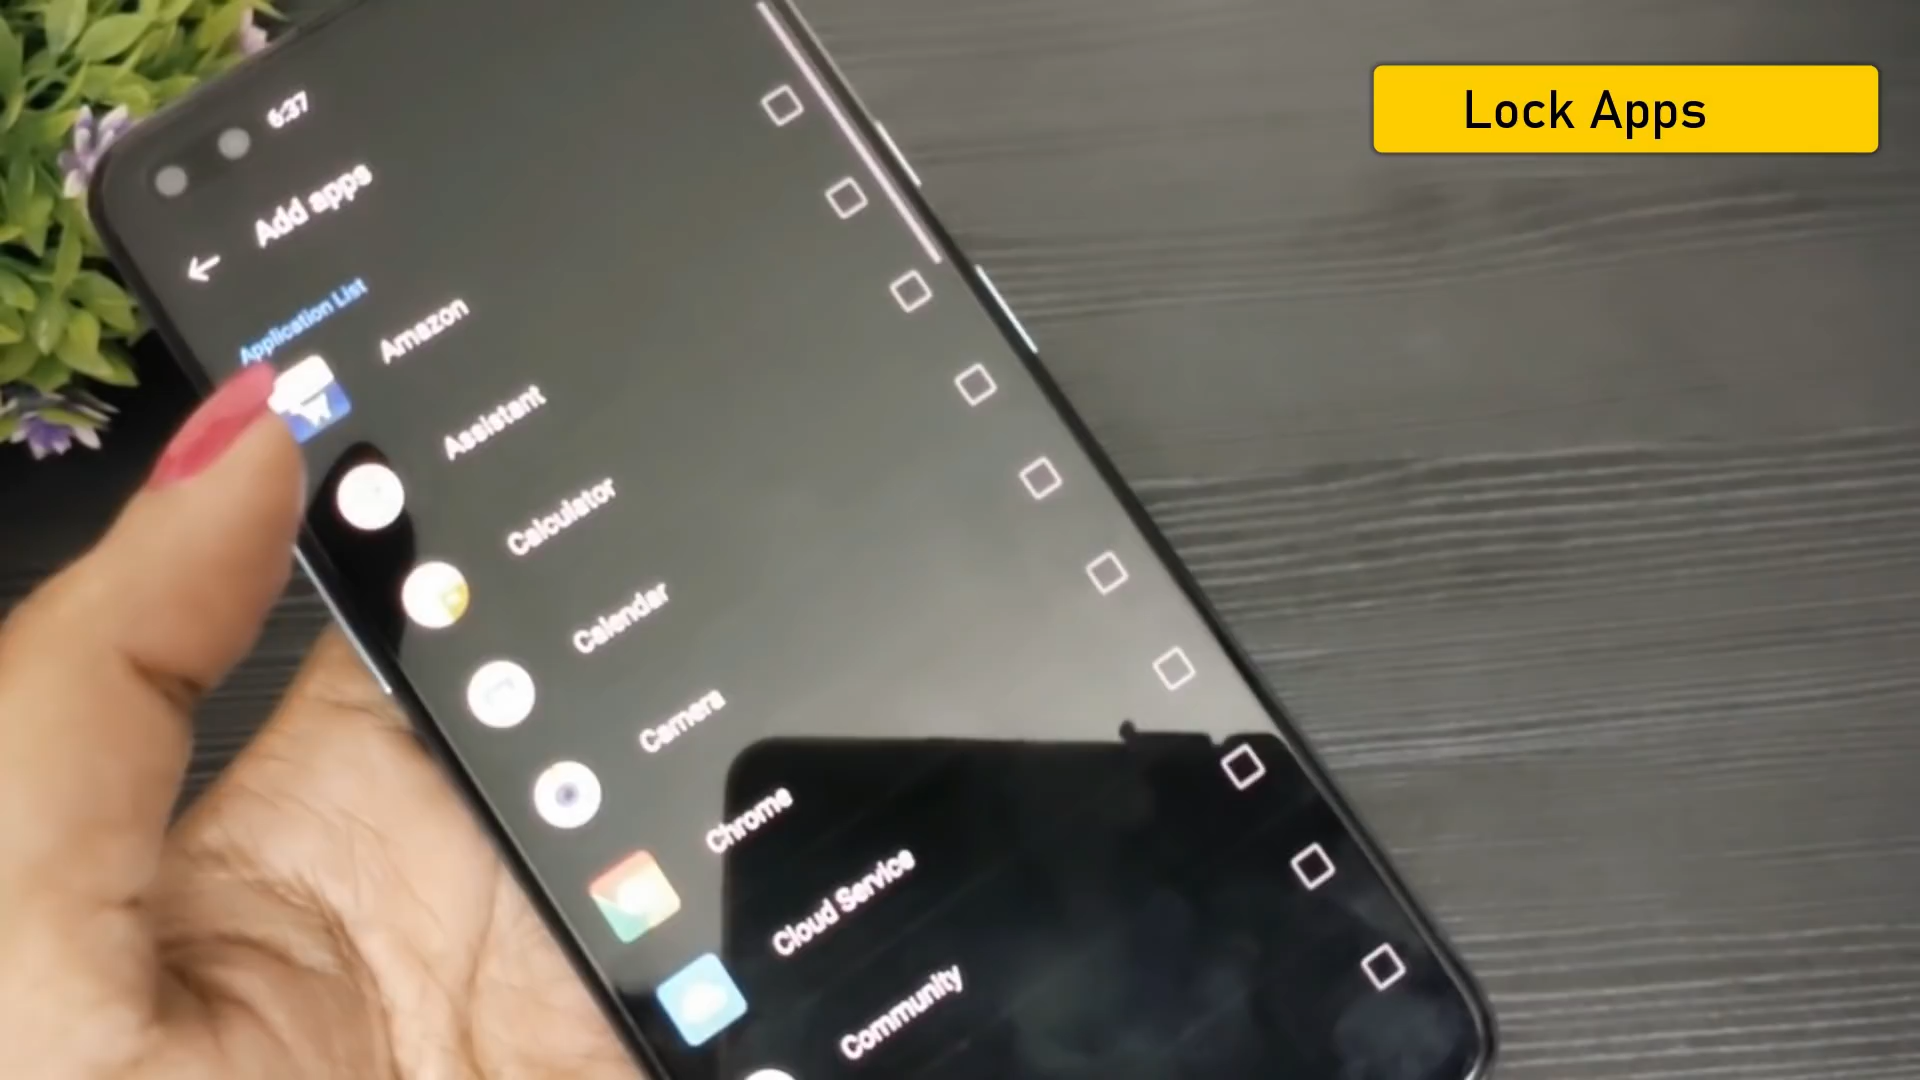 Lock Apps
6:37
Add apps
Application List
Amazon
Assistant
Calculator
Calendar
Camera
Chrome
Cloud Service
Community